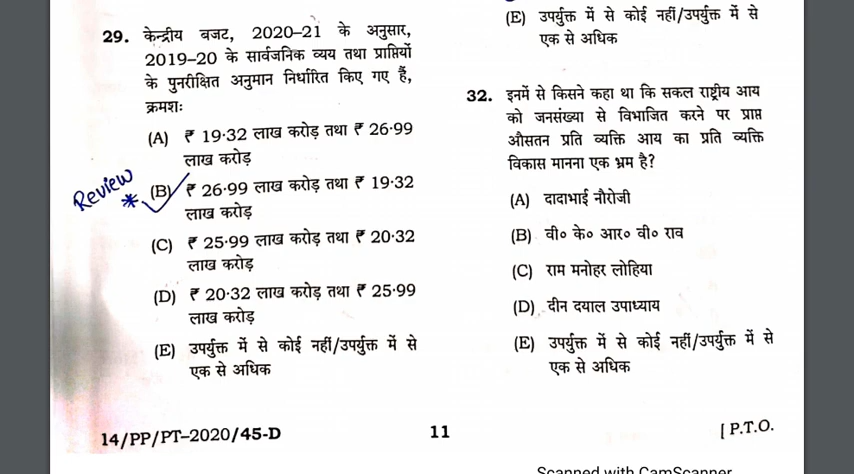 29. केन्द्रीय बजट, 2020–21 के अनुसार,
2019–20 के सार्वजनिक व्यय तथा प्राप्तियों
के पुनरीक्षित अनुमान निर्धारित किए गए हैं,
क्रमशः
(A) ₹ 19·32 लाख करोड़ तथा ₹ 26·99
लाख करोड़
Review * (B) ₹ 26·99 लाख करोड़ तथा ₹ 19·32
लाख करोड़
(C) ₹ 25·99 लाख करोड़ तथा ₹ 20·32
लाख करोड़
(D) ₹ 20·32 लाख करोड़ तथा ₹ 25·99
लाख करोड़
(E) उपर्युक्त में से कोई नहीं/उपर्युक्त में से
एक से अधिक
(E) उपर्युक्त में से कोई नहीं/उपर्युक्त में से
एक से अधिक
32. इनमें से किसने कहा था कि सकल राष्ट्रीय आय
को जनसंख्या से विभाजित करने पर प्राप्त
औसतन प्रति व्यक्ति आय का प्रति व्यक्ति
विकास मानना एक भ्रम है?
(A) दादाभाई नौरोजी
(B) वी० के० आर० वी० राव
(C) राम मनोहर लोहिया
(D) दीन दयाल उपाध्याय
(E) उपर्युक्त में से कोई नहीं/उपर्युक्त में से
एक से अधिक
14/PP/PT–2020/45-D
11
[ P.T.O.
Scanned with CamScanner